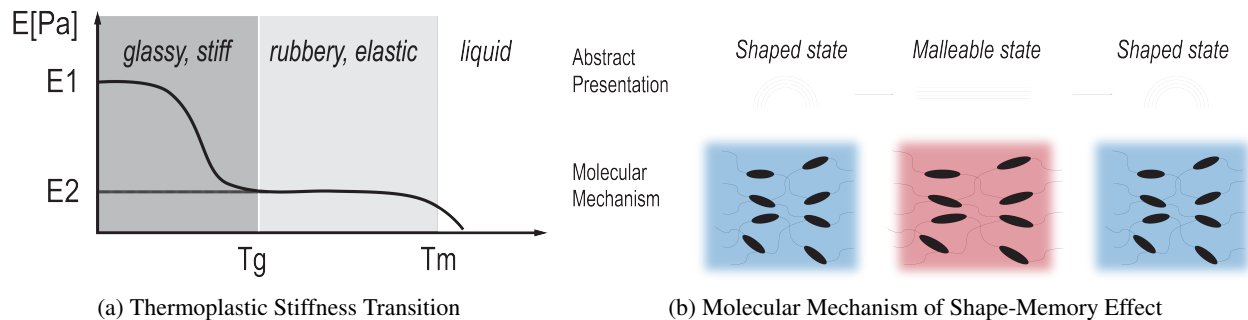 E[Pa]
glassy, stiff
rubbery, elastic
liquid
E1
E2
Tg
Tm
(a) Thermoplastic Stiffness Transition
Abstract
Presentation
Shaped state
Malleable state
Shaped state
Molecular
Mechanism
(b) Molecular Mechanism of Shape-Memory Effect